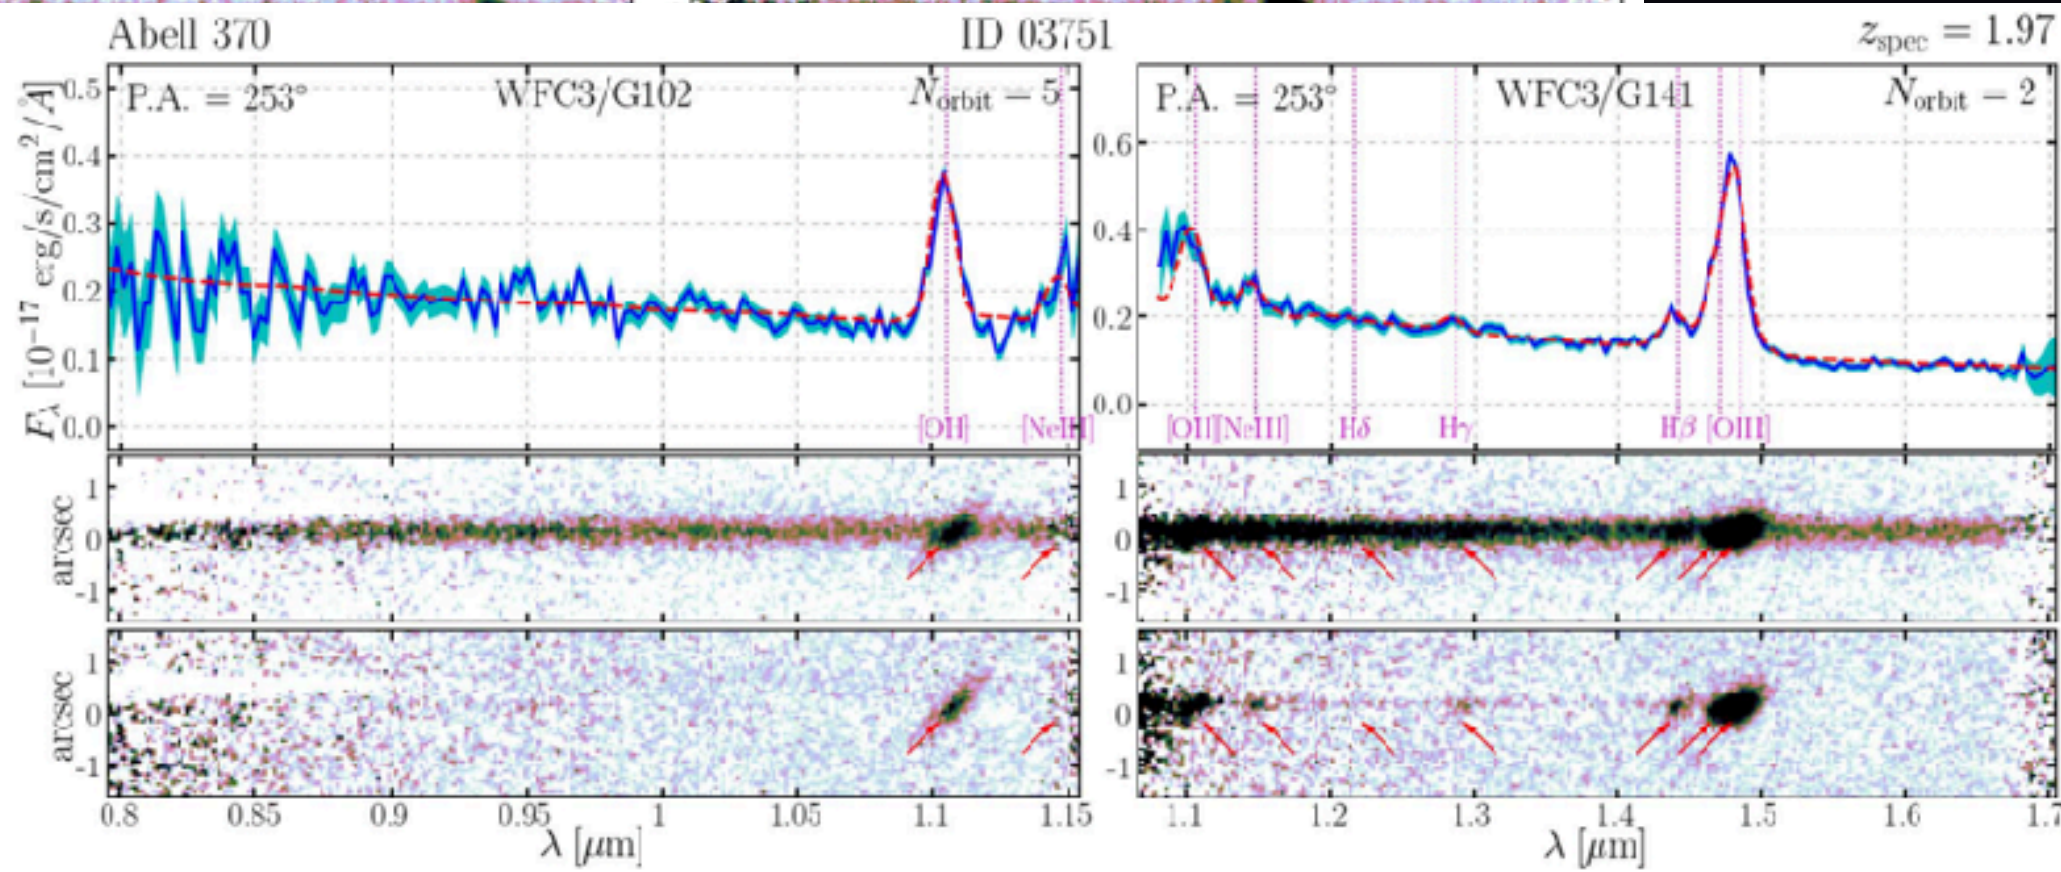 Abell 370 ID 03751 z_spec = 1.97
P.A. = 253° WFC3/G102 N_orbit = 5
P.A. = 253° WFC3/G141 N_orbit = 2
F_λ [10⁻¹⁷ erg/s/cm²/Å]
0.5
0.4
0.3
0.2
0.1
0.0
[OII] [NeIII]
0.6
0.4
0.2
0.0
[OII] [NeIII] Hδ Hγ Hβ [OIII]
arcsec
1
0
-1
1
0
-1
arcsec
1
0
-1
1
0
-1
0.8 0.85 0.9 0.95 1 1.05 1.1 1.15
λ [μm]
1.1 1.2 1.3 1.4 1.5 1.6 1.7
λ [μm]